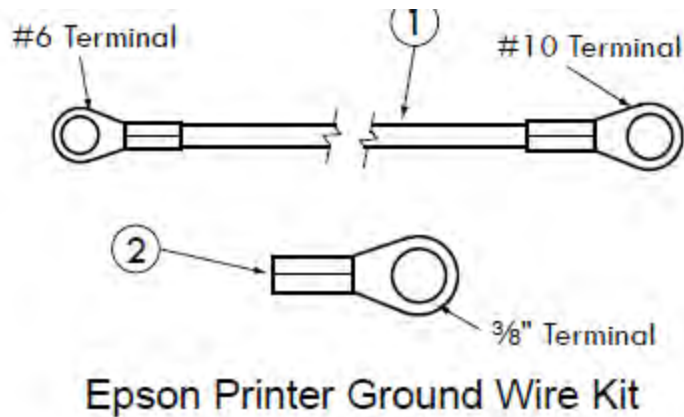 #6 Terminal
1
#10 Terminal
2
⅜" Terminal
Epson Printer Ground Wire Kit